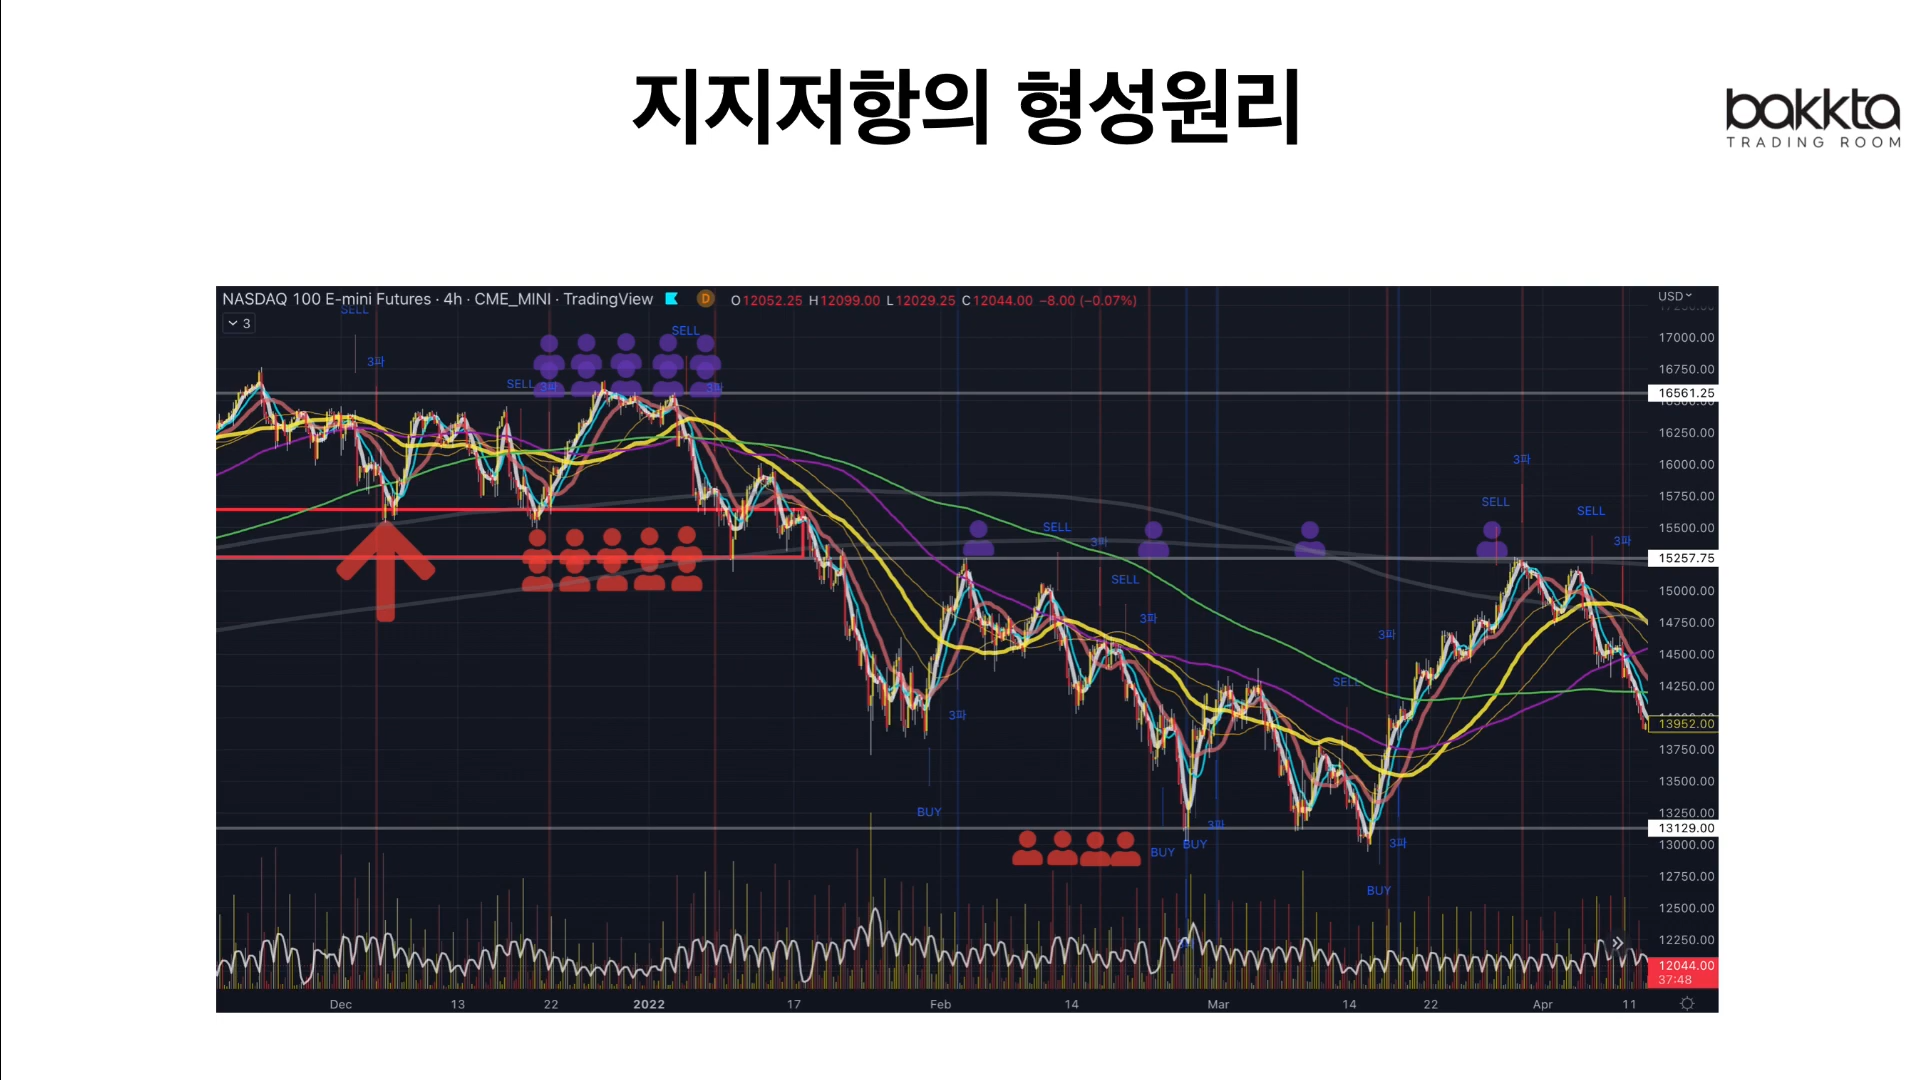 지지저항의 형성원리
bakkta
TRADING ROOM
NASDAQ 100 E-mini Futures · 4h · CME_MINI · TradingView D O12052.25 H12099.00 L12029.25 C12044.00 −8.00 (−0.07%)
USD
3
SELL
3파
SELL
SELL
3파
3파
SELL
3파
SELL
3파
SELL
3파
SELL
3파
SELL
3파
SELL
3파
3파
BUY
3파
BUY
BUY
3파
BUY
17000.00
16750.00
16561.25
16250.00
16000.00
15750.00
15500.00
15257.75
15000.00
14750.00
14500.00
14250.00
13952.00
13750.00
13500.00
13250.00
13129.00
13000.00
12750.00
12500.00
12250.00
12044.00
37:48
Dec 13 22 2022 17 Feb 14 Mar 14 22 Apr 11